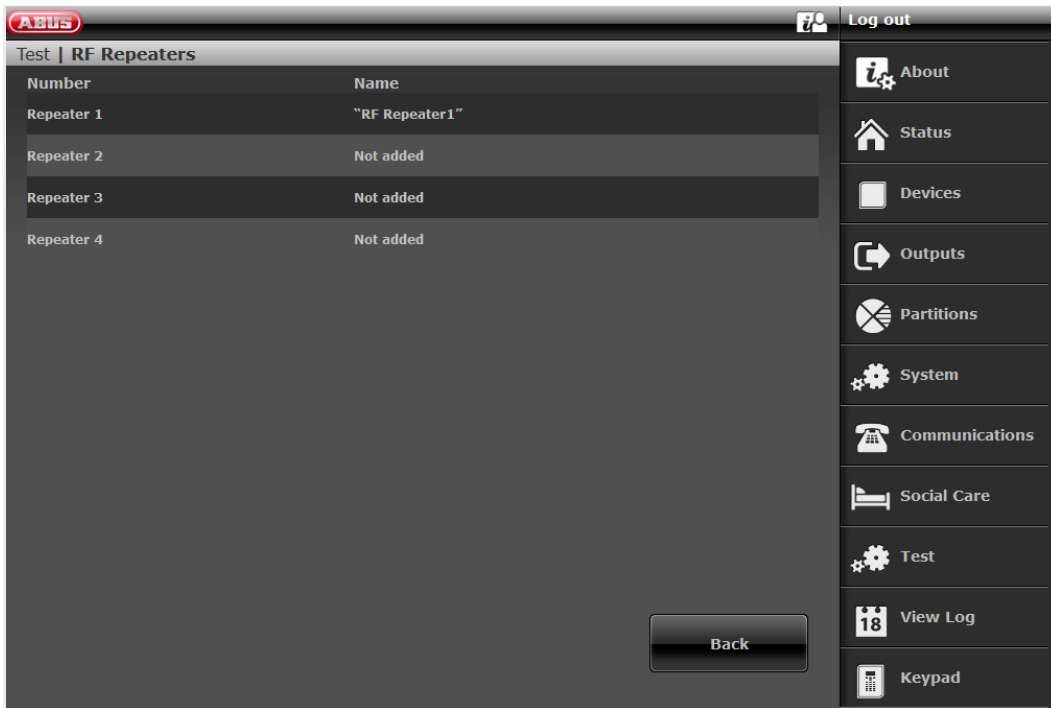 ABUS
Test | RF Repeaters
Number Name
Repeater 1 “RF Repeater1”
Repeater 2 Not added
Repeater 3 Not added
Repeater 4 Not added
Back
Log out
About
Status
Devices
Outputs
Partitions
System
Communications
Social Care
Test
18 View Log
Keypad